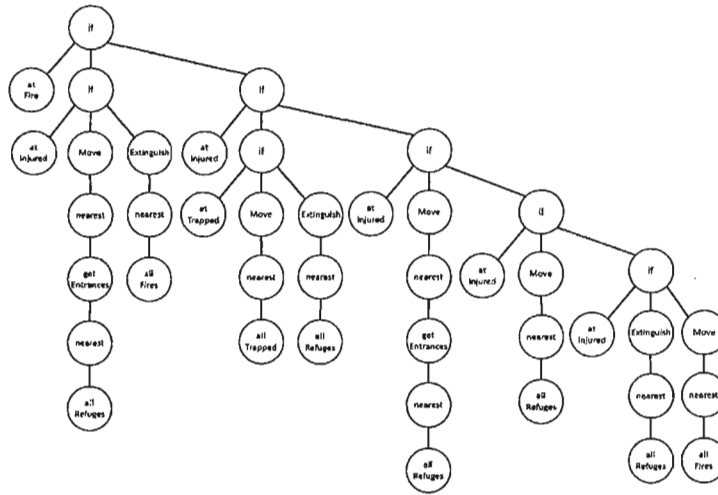 if
at
Fire
if
if
at
Injured
Move
Extinguish
at
Injured
if
if
nearest
nearest
at
Trapped
Move
Extinguish
at
Injured
Move
if
get
Entrances
all
Fires
nearest
nearest
nearest
at
Injured
Move
if
nearest
all
Trapped
all
Refuges
get
Entrances
nearest
at
Injured
Extinguish
Move
all
Refuges
nearest
all
Refuges
nearest
nearest
all
Refuges
all
Refuges
all
Fires